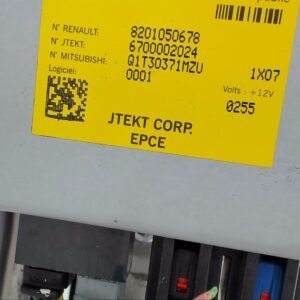 N° RENAULT: 8201050678
N° JTEKT: 6700002024
N° MITSUBISHI: Q1T30371MZU
Logiciel: 0001 1X07
Volts: +12V
0255
JTEKT CORP.
EPCE